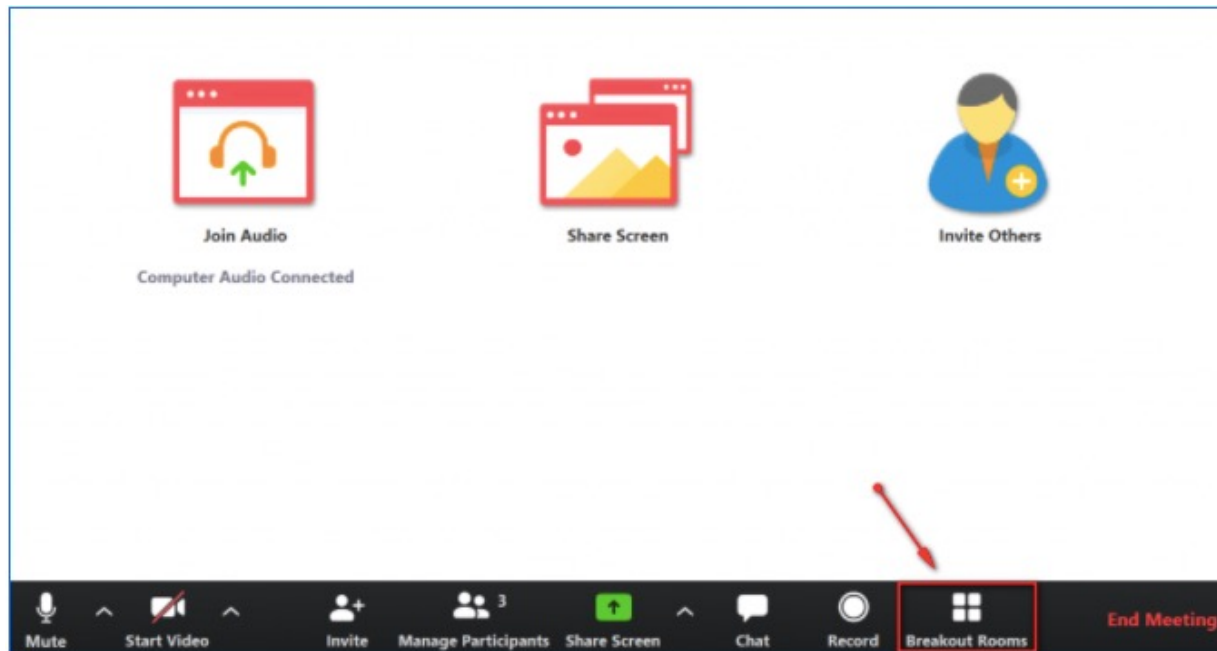 Join Audio
Share Screen
Invite Others
Computer Audio Connected
3
Mute
Start Video
Invite
Manage Participants
Share Screen
Chat
Record
Breakout Rooms
End Meeting